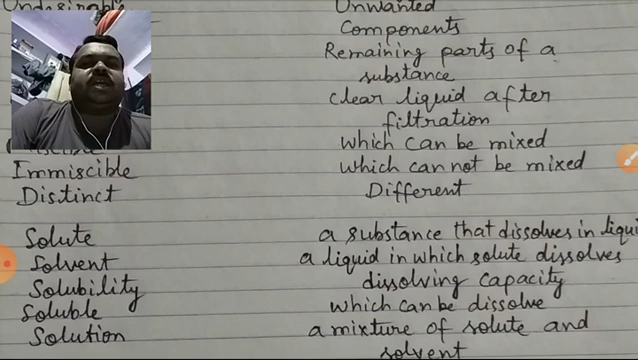 Undesirable Unwanted
Components
Remaining parts of a
substance
clear liquid after
filtration
which can be mixed
Immiscible which can not be mixed
Distinct Different
Solute a substance that dissolves in
Solvent a liquid in which solute dissolves
Solubility dissolving capacity
Soluble which can be dissolve
Solution a mixture of solute and
solvent